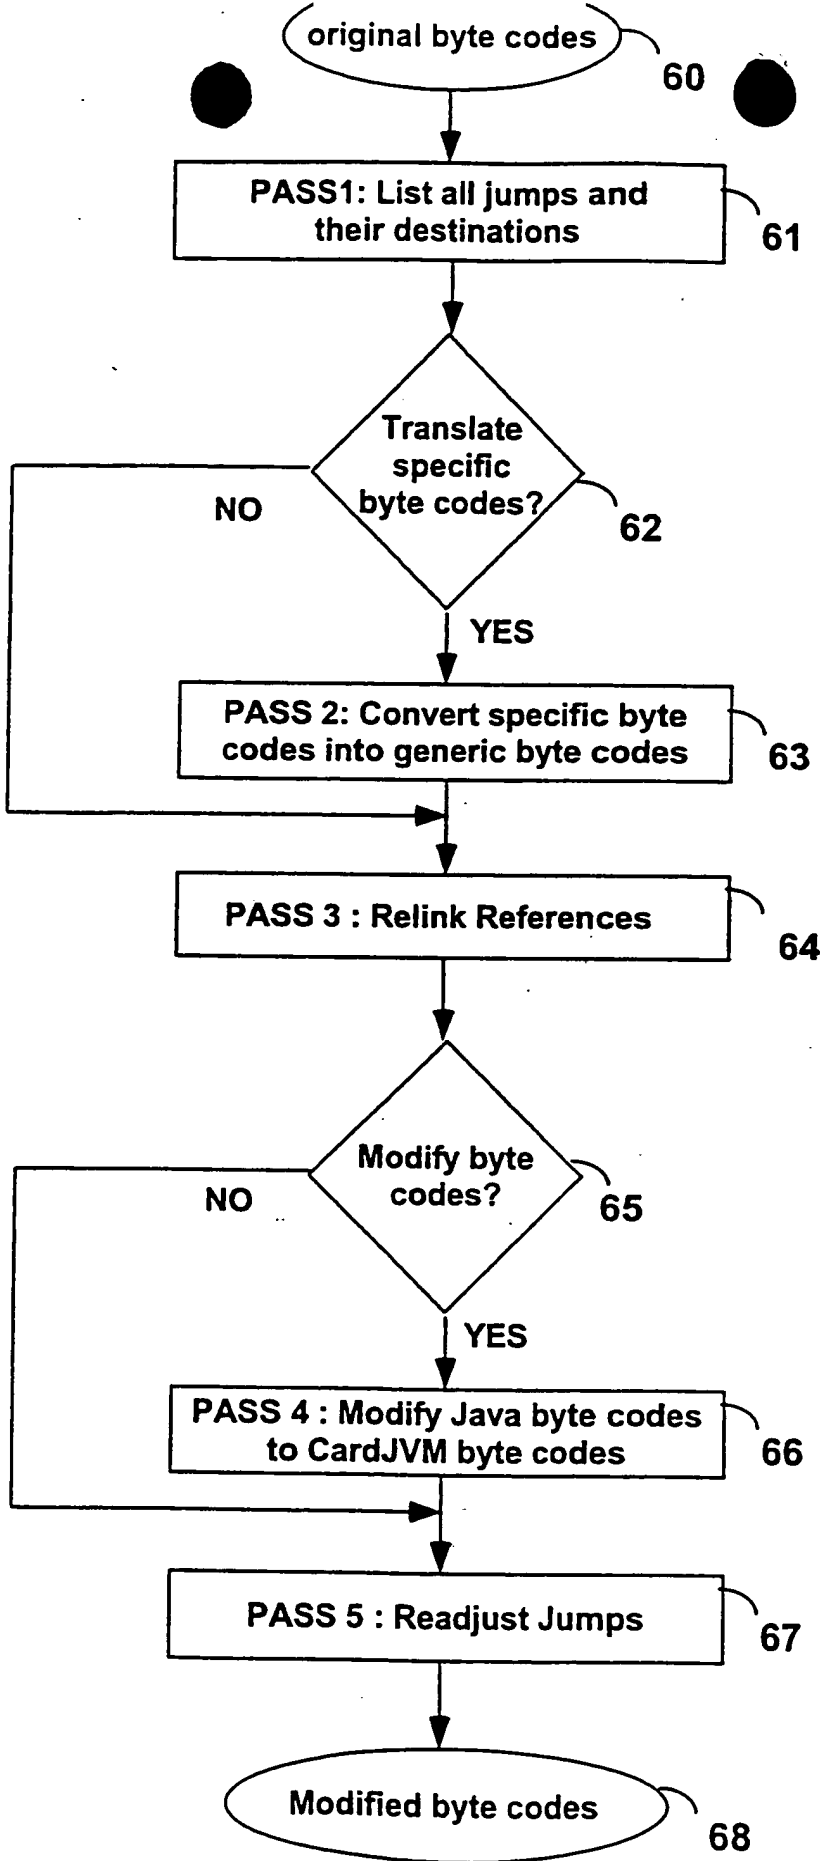 original byte codes
60
PASS1: List all jumps and
their destinations
61
Translate
specific
byte codes?
62
NO
YES
PASS 2: Convert specific byte
codes into generic byte codes
63
PASS 3 : Relink References
64
Modify byte
codes?
65
NO
YES
PASS 4 : Modify Java byte codes
to CardJVM byte codes
66
PASS 5 : Readjust Jumps
67
Modified byte codes
68